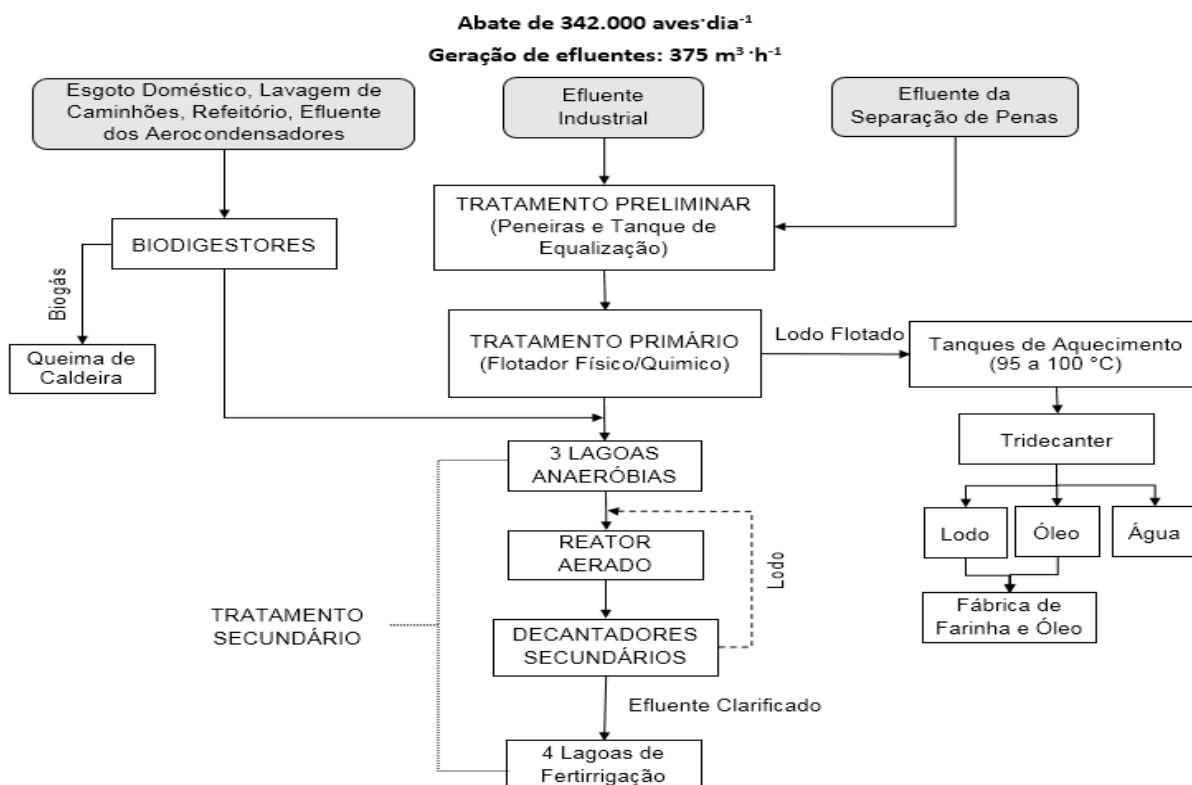 Abate de 342.000 aves·dia⁻¹
Geração de efluentes: 375 m³ ·h⁻¹
Esgoto Doméstico, Lavagem de
Caminhões, Refeitório, Efluente
dos Aerocondensadores
Efluente
Industrial
Efluente da
Separação de Penas
TRATAMENTO PRELIMINAR
(Peneiras e Tanque de
Equalização)
BIODIGESTORES
Biogás
Queima de
Caldeira
TRATAMENTO PRIMÁRIO
(Flotador Físico/Quimico)
Lodo Flotado
Tanques de Aquecimento
(95 a 100 °C)
Tridecanter
Lodo
Óleo
Água
Fábrica de
Farinha e Óleo
3 LAGOAS
ANAERÓBIAS
REATOR
AERADO
Lodo
TRATAMENTO
SECUNDÁRIO
DECANTADORES
SECUNDÁRIOS
Efluente Clarificado
4 Lagoas de
Fertirrigação